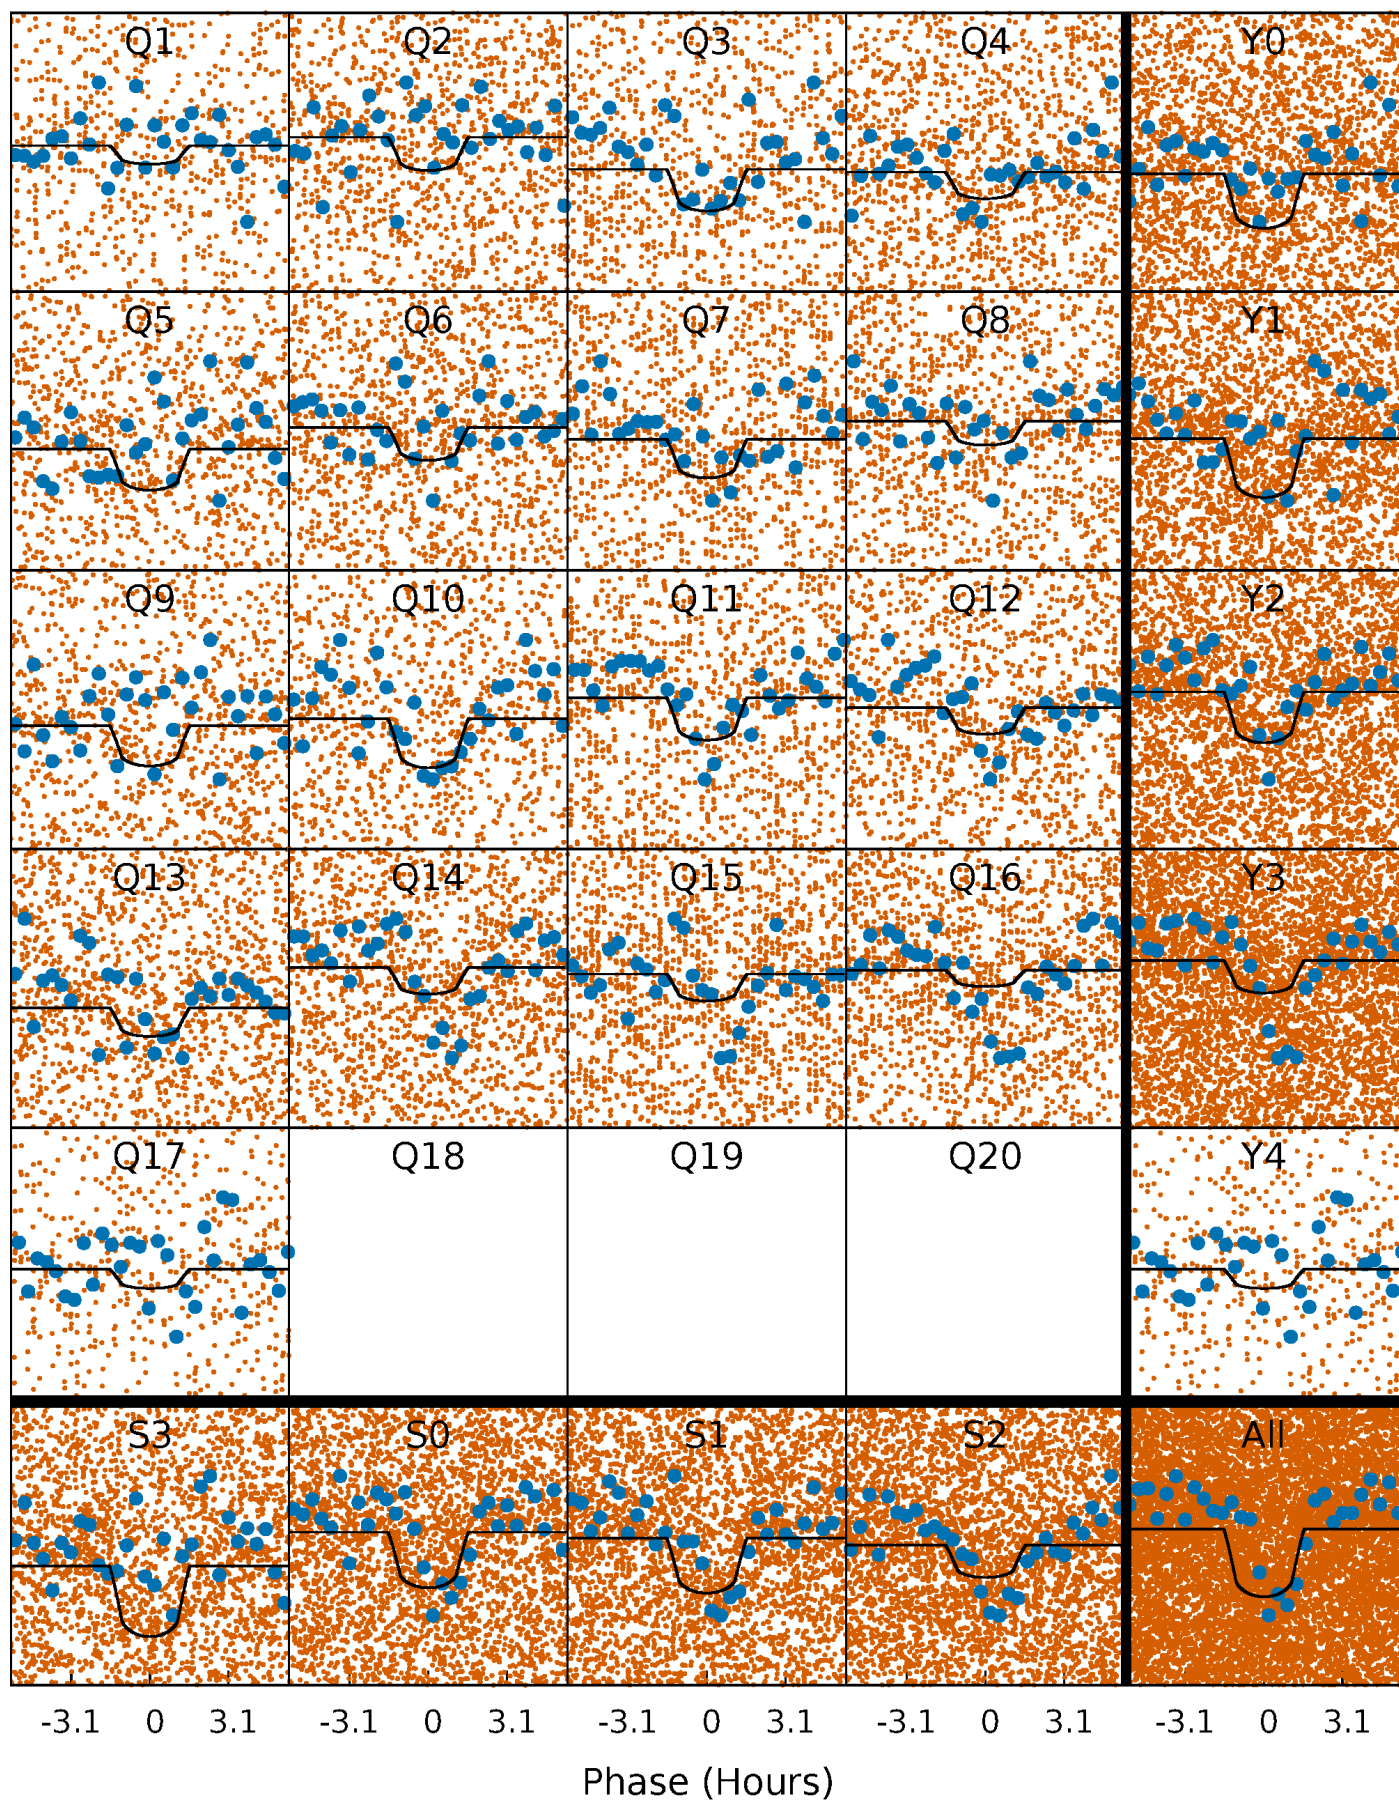 Q1 Q2 Q3 Q4 Y0
Q5 Q6 Q7 Q8 Y1
Q9 Q10 Q11 Q12 Y2
Q13 Q14 Q15 Q16 Y3
Q17 Q18 Q19 Q20 Y4
S3 S0 S1 S2 All
-3.1 0 3.1 -3.1 0 3.1 -3.1 0 3.1 -3.1 0 3.1 -3.1 0 3.1
Phase (Hours)